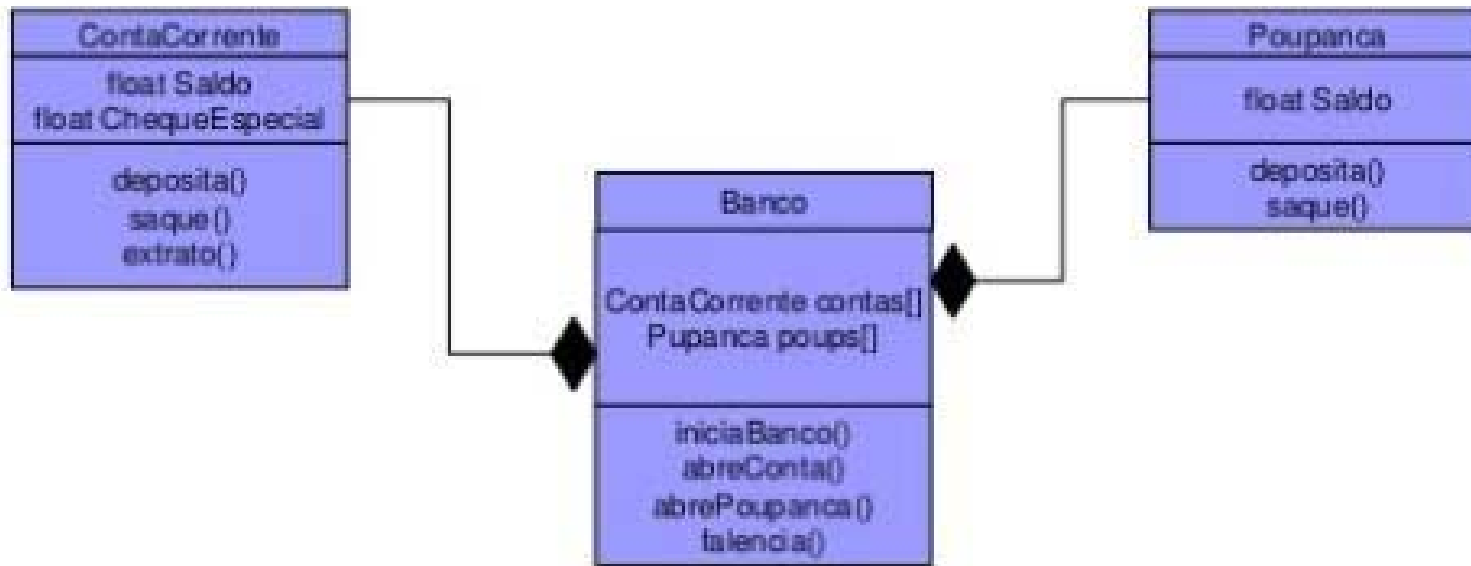 ContaCorrente
float Saldo
float ChequeEspecial
deposita()
saque()
extrato()
Banco
ContaCorrente contas[]
Pupanca poups[]
iniciaBanco()
abreConta()
abrePoupanca()
falencia()
Poupanca
float Saldo
deposita()
saque()